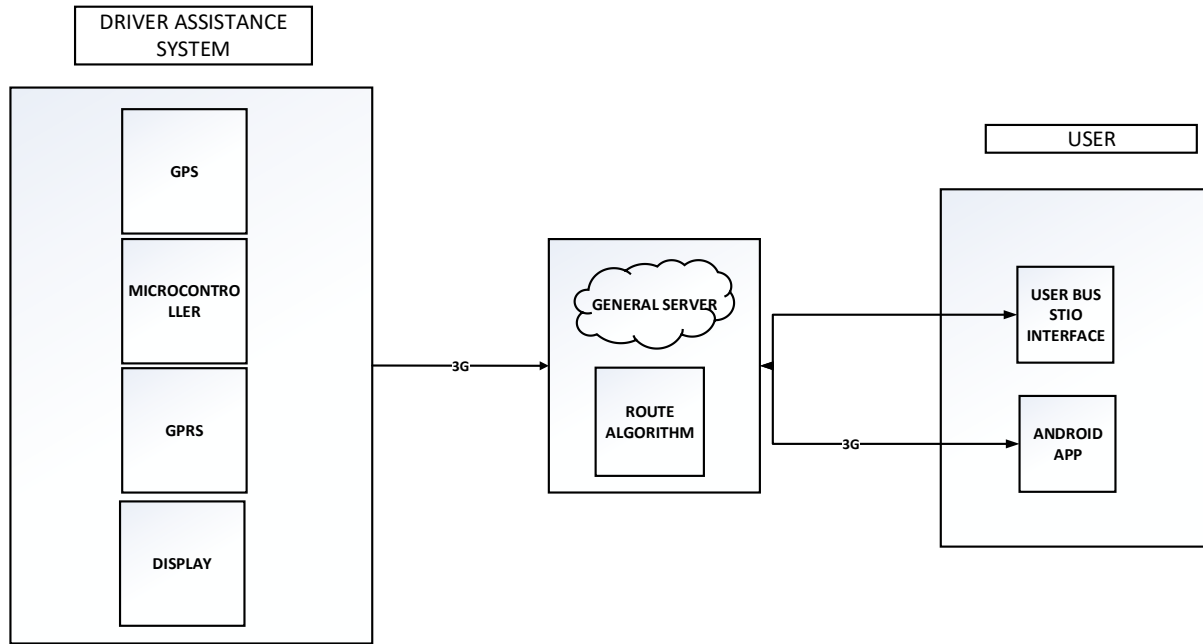 DRIVER ASSISTANCE
SYSTEM
GPS
MICROCONTRO
LLER
GPRS
DISPLAY
3G
GENERAL SERVER
ROUTE
ALGORITHM
USER
USER BUS
STIO
INTERFACE
3G
ANDROID
APP